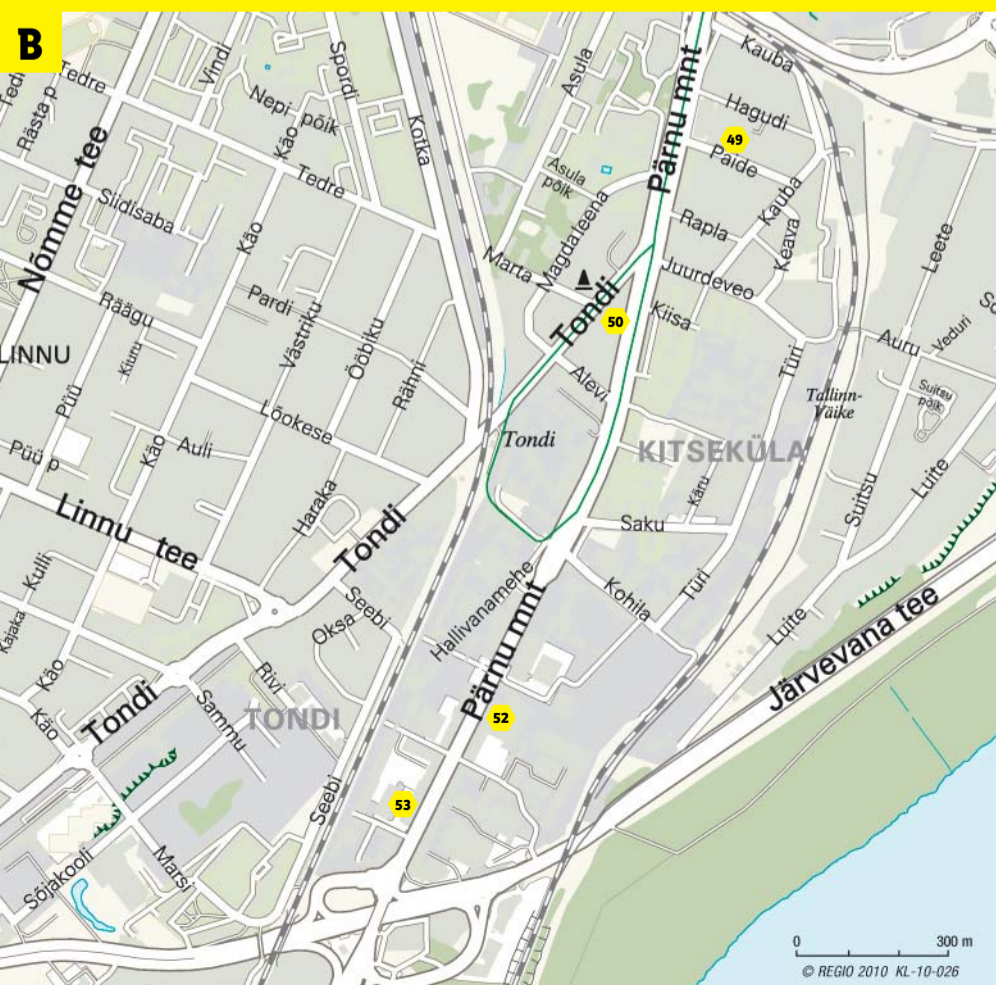 B
Kauba
Vindi
Spordi
Asula
Tedre
Tedre
Rästa p.
Nepi põik
Käo
Kotka
Pärnu mnt
Hagudi
49
Paide
Nõmme tee
Tedre
Asula
põik
Siidisaba
Magdaleena
Kauba
Rapla
Keava
Leete
Käo
Marta
Juurdeveo
Räägu
Pardi
Tondi
50
Kiisa
Auru
Veduri
LINNU
Kiuru
Västriku
Ööbiku
Rähni
Alevi
Türi
Suitsu
põik
Püü
Tallinn-
Väike
Lõokese
Tondi
KITSEKÜLA
Püü p
Käo
Auli
Haraka
Käru
Suitsu
Luite
Linnu tee
Tondi
Saku
Kulli
Kajaka
Seebi
Oksa
Hallivanamehe
Kohila
Türi
Luite
Järvevana tee
Käo
Käo
Rivi
Pärnu mnt
Tondi
Sammu
TONDI
52
Seebi
53
Sõjakooli
Marsi
0 300 m
© REGIO 2010 KL-10-026